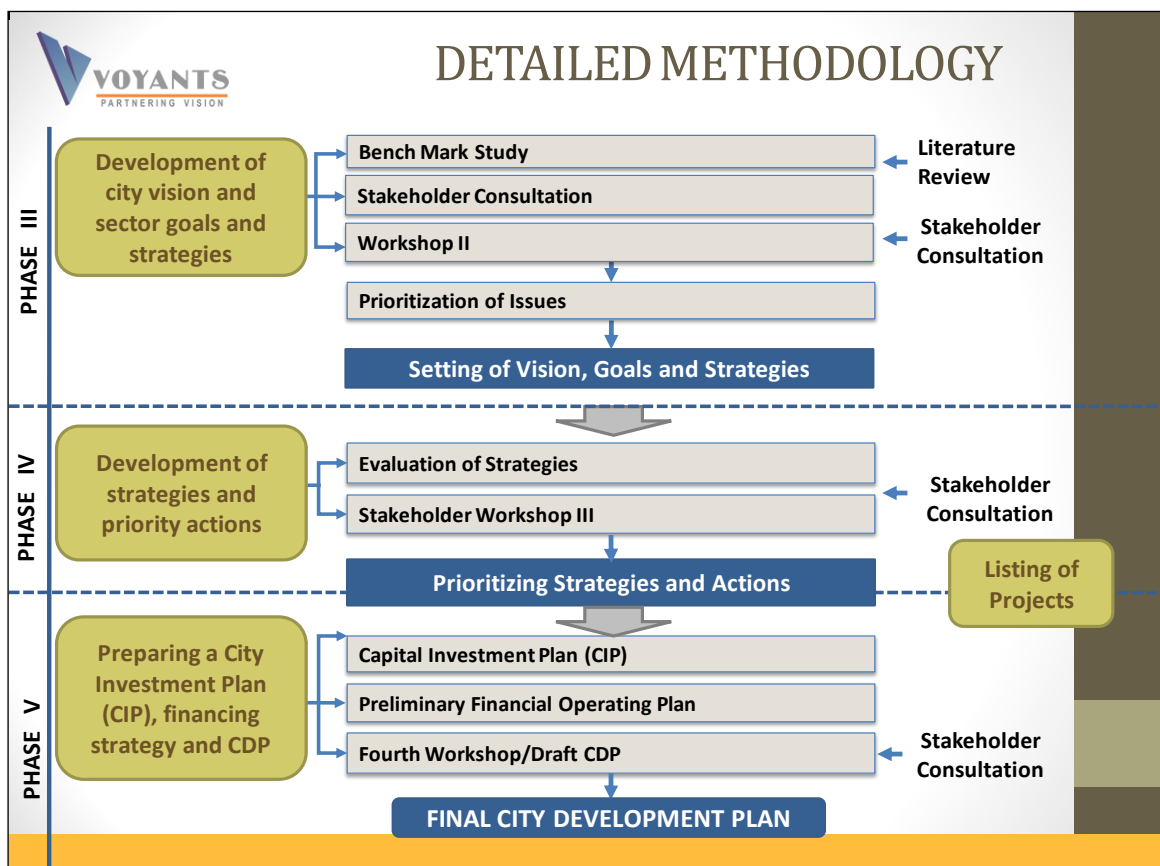 VOYANTS
PARTNERING VISION
DETAILED METHODOLOGY
PHASE III
Development of
city vision and
sector goals and
strategies
Bench Mark Study
Stakeholder Consultation
Workshop II
Prioritization of Issues
Setting of Vision, Goals and Strategies
Literature
Review
Stakeholder
Consultation
PHASE IV
Development of
strategies and
priority actions
Evaluation of Strategies
Stakeholder Workshop III
Prioritizing Strategies and Actions
Stakeholder
Consultation
Listing of
Projects
PHASE V
Preparing a City
Investment Plan
(CIP), financing
strategy and CDP
Capital Investment Plan (CIP)
Preliminary Financial Operating Plan
Fourth Workshop/Draft CDP
Stakeholder
Consultation
FINAL CITY DEVELOPMENT PLAN